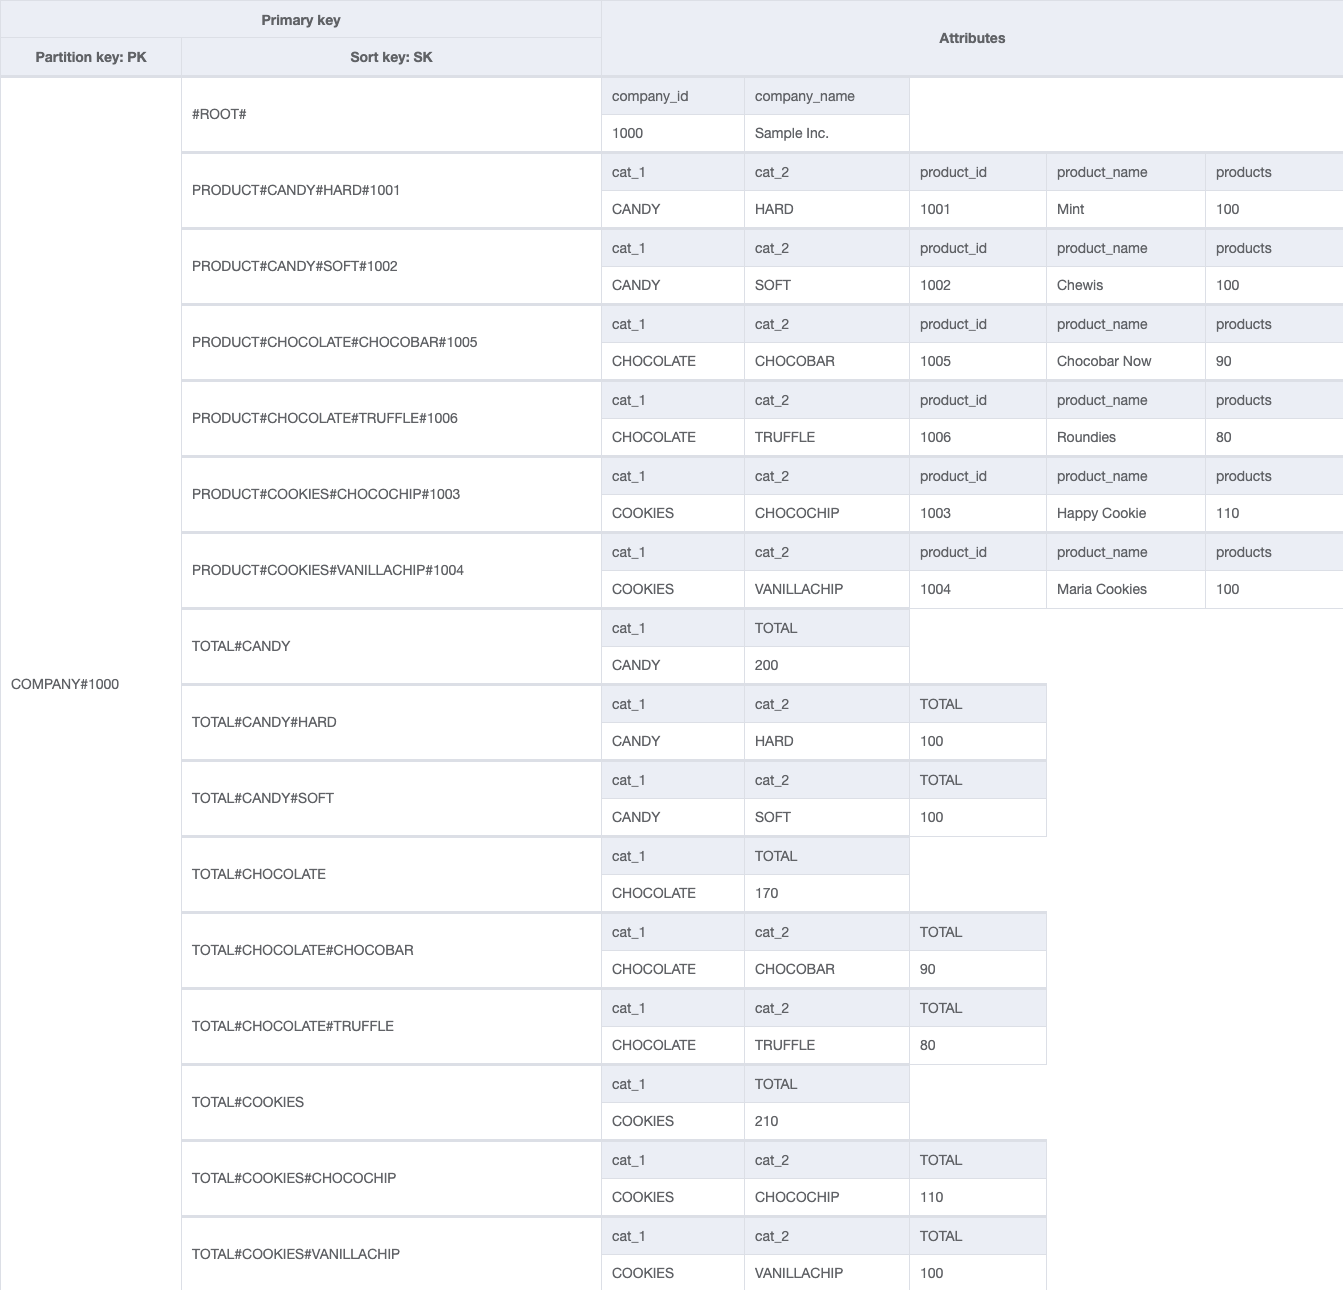 Primary key
Attributes
Partition key: PK Sort key: SK
COMPANY#1000
#ROOT#
company_id company_name
1000 Sample Inc.
PRODUCT#CANDY#HARD#1001
cat_1 cat_2 product_id product_name products
CANDY HARD 1001 Mint 100
PRODUCT#CANDY#SOFT#1002
cat_1 cat_2 product_id product_name products
CANDY SOFT 1002 Chewis 100
PRODUCT#CHOCOLATE#CHOCOBAR#1005
cat_1 cat_2 product_id product_name products
CHOCOLATE CHOCOBAR 1005 Chocobar Now 90
PRODUCT#CHOCOLATE#TRUFFLE#1006
cat_1 cat_2 product_id product_name products
CHOCOLATE TRUFFLE 1006 Roundies 80
PRODUCT#COOKIES#CHOCOCHIP#1003
cat_1 cat_2 product_id product_name products
COOKIES CHOCOCHIP 1003 Happy Cookie 110
PRODUCT#COOKIES#VANILLACHIP#1004
cat_1 cat_2 product_id product_name products
COOKIES VANILLACHIP 1004 Maria Cookies 100
TOTAL#CANDY
cat_1 TOTAL
CANDY 200
TOTAL#CANDY#HARD
cat_1 cat_2 TOTAL
CANDY HARD 100
TOTAL#CANDY#SOFT
cat_1 cat_2 TOTAL
CANDY SOFT 100
TOTAL#CHOCOLATE
cat_1 TOTAL
CHOCOLATE 170
TOTAL#CHOCOLATE#CHOCOBAR
cat_1 cat_2 TOTAL
CHOCOLATE CHOCOBAR 90
TOTAL#CHOCOLATE#TRUFFLE
cat_1 cat_2 TOTAL
CHOCOLATE TRUFFLE 80
TOTAL#COOKIES
cat_1 TOTAL
COOKIES 210
TOTAL#COOKIES#CHOCOCHIP
cat_1 cat_2 TOTAL
COOKIES CHOCOCHIP 110
TOTAL#COOKIES#VANILLACHIP
cat_1 cat_2 TOTAL
COOKIES VANILLACHIP 100